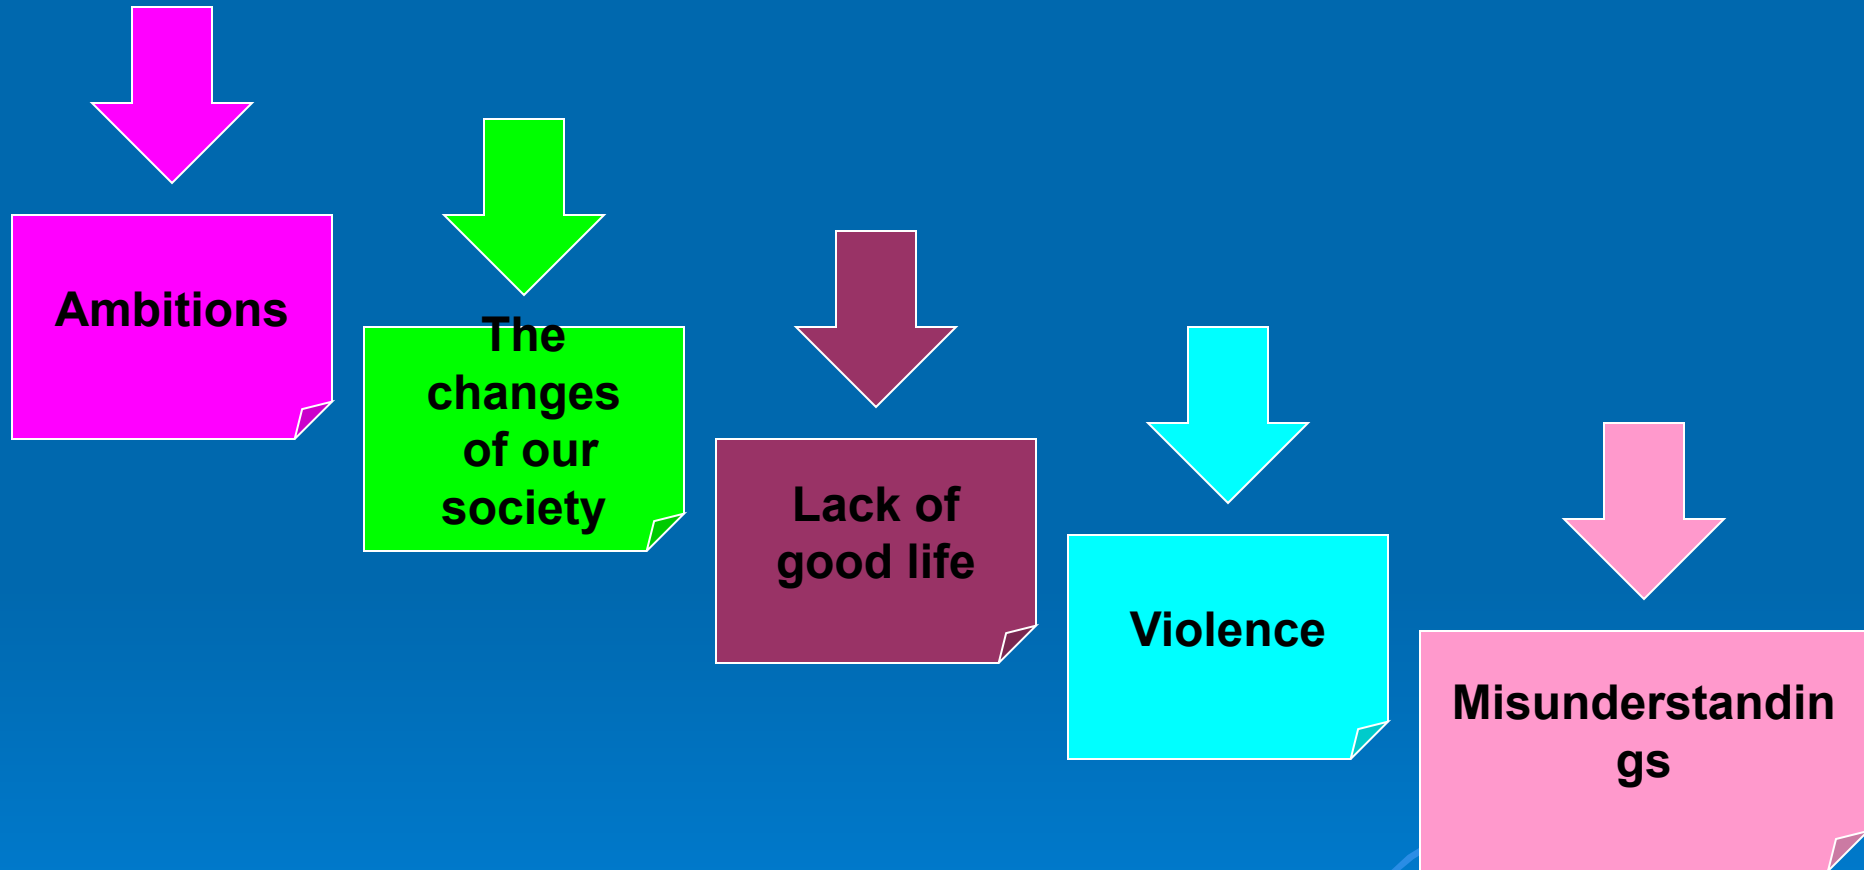 Ambitions
The
changes
of our
society
Lack of
good life
Violence
Misunderstandin
gs